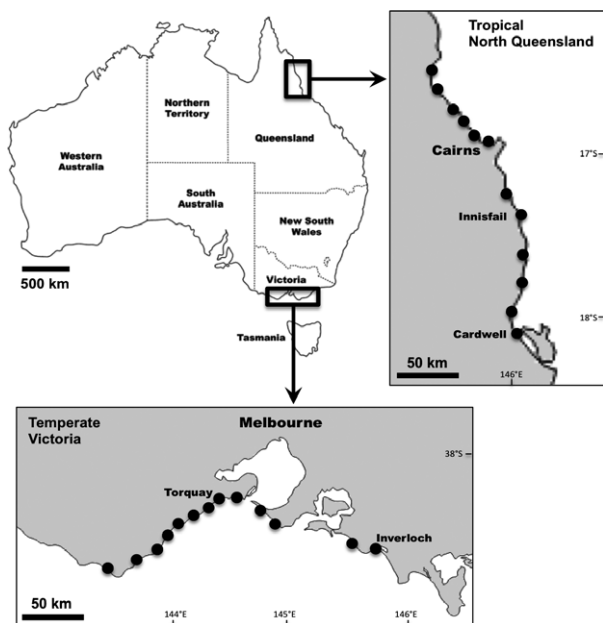 Northern
Territory
Queensland
Western
Australia
South
Australia
New South
Wales
500 km
Victoria
Tasmania
Tropical
North Queensland
Cairns
17°S
Innisfail
18°S
Cardwell
50 km
146°E
Temperate
Victoria
Melbourne
38°S
Torquay
Inverloch
50 km
144°E
145°E
146°E